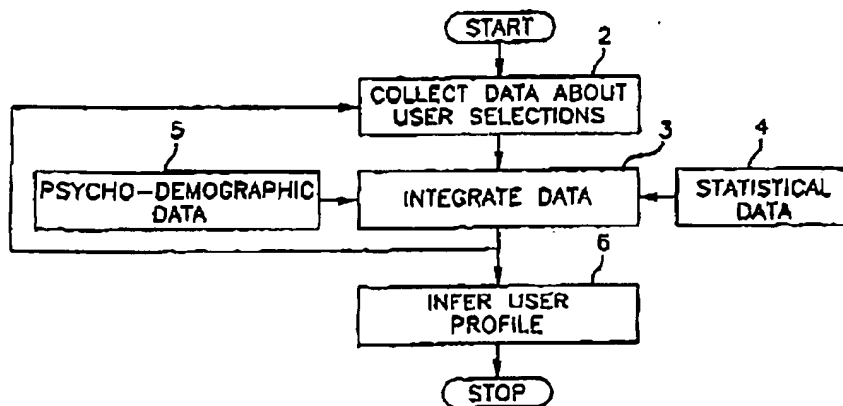 START
2
COLLECT DATA ABOUT
USER SELECTIONS
5
3
4
PSYCHO-DEMOGRAPHIC
DATA
INTEGRATE DATA
STATISTICAL
DATA
6
INFER USER
PROFILE
STOP